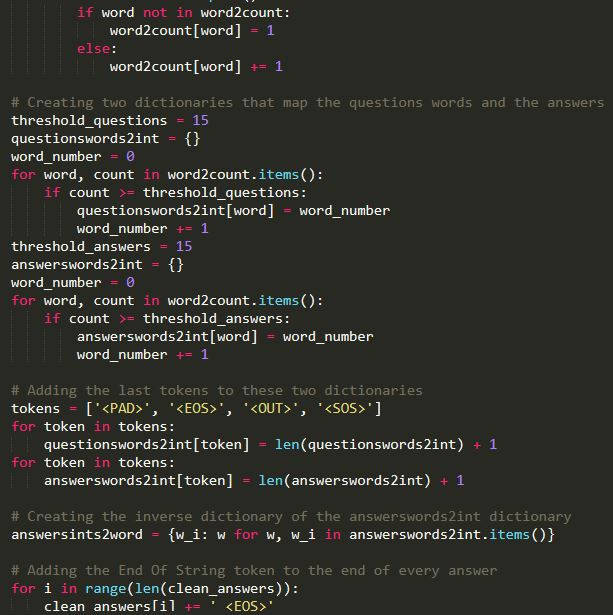 if word not in word2count:
word2count[word] = 1
else:
word2count[word] += 1
# Creating two dictionaries that map the questions words and the answers
threshold_questions = 15
questionswords2int = {}
word_number = 0
for word, count in word2count.items():
if count >= threshold_questions:
questionswords2int[word] = word_number
word_number += 1
threshold_answers = 15
answerswords2int = {}
word_number = 0
for word, count in word2count.items():
if count >= threshold_answers:
answerswords2int[word] = word_number
word_number += 1
# Adding the last tokens to these two dictionaries
tokens = ['<PAD>', '<EOS>', '<OUT>', '<SOS>']
for token in tokens:
questionswords2int[token] = len(questionswords2int) + 1
for token in tokens:
answerswords2int[token] = len(answerswords2int) + 1
# Creating the inverse dictionary of the answerswords2int dictionary
answersints2word = {w_i: w for w, w_i in answerswords2int.items()}
# Adding the End Of String token to the end of every answer
for i in range(len(clean_answers)):
clean_answers[i] += ' <EOS>'